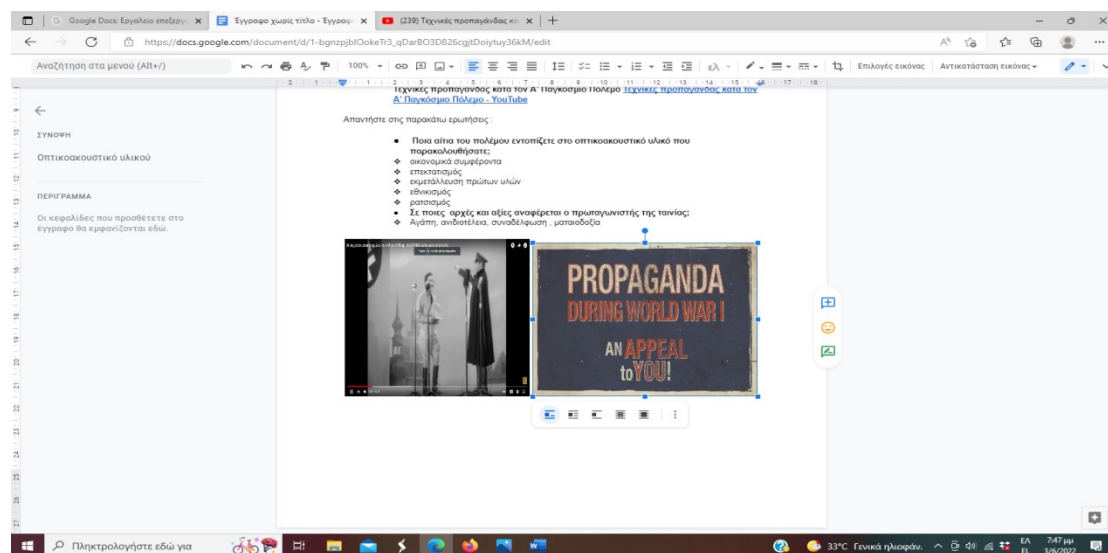 Google Docs: Εργαλείο επεξεργ
Έγγραφο χωρίς τίτλο - Έγγραφ
(239) Τεχνικές προπαγάνδας κα
https://docs.google.com/document/d/1-bgnzpjbIOokeTr3_qDarBO3D826cgjtDoiytuy36kM/edit
Αναζήτηση στα μενού (Alt+/)
100%
Επιλογές εικόνας
Αντικατάσταση εικόνας
Τεχνικές προπαγάνδας κατά τον Α' Παγκόσμιο Πόλεμο Τεχνικές προπαγάνδας κατά τον
Α' Παγκόσμιο Πόλεμο - YouTube
Απαντήστε στις παρακάτω ερωτήσεις :
● Ποια αίτια του πολέμου εντοπίζετε στο οπτικοακουστικό υλικό που
παρακολουθήσατε;
❖ οικονομικά συμφέροντα
❖ επεκτατισμός
❖ εκμετάλλευση πρώτων υλών
❖ εθνικισμός
❖ ρατσισμός
● Σε ποιες αρχές και αξίες αναφέρεται ο πρωταγωνιστής της ταινίας;
❖ Αγάπη, ανιδιοτέλεια, συναδέλφωση , ματαιοδοξία
ΣΥΝΟΨΗ
Οπτικοακουστικό υλικού
ΠΕΡΙΓΡΑΜΜΑ
Οι κεφαλίδες που προσθέτετε στο
έγγραφο θα εμφανίζονται εδώ.
PROPAGANDA
DURING WORLD WAR I
AN APPEAL
to YOU!
Πληκτρολογήστε εδώ για
33°C Γενικά ηλιοφάν.
ΕΛ
EL
7:47 μμ
3/6/2022